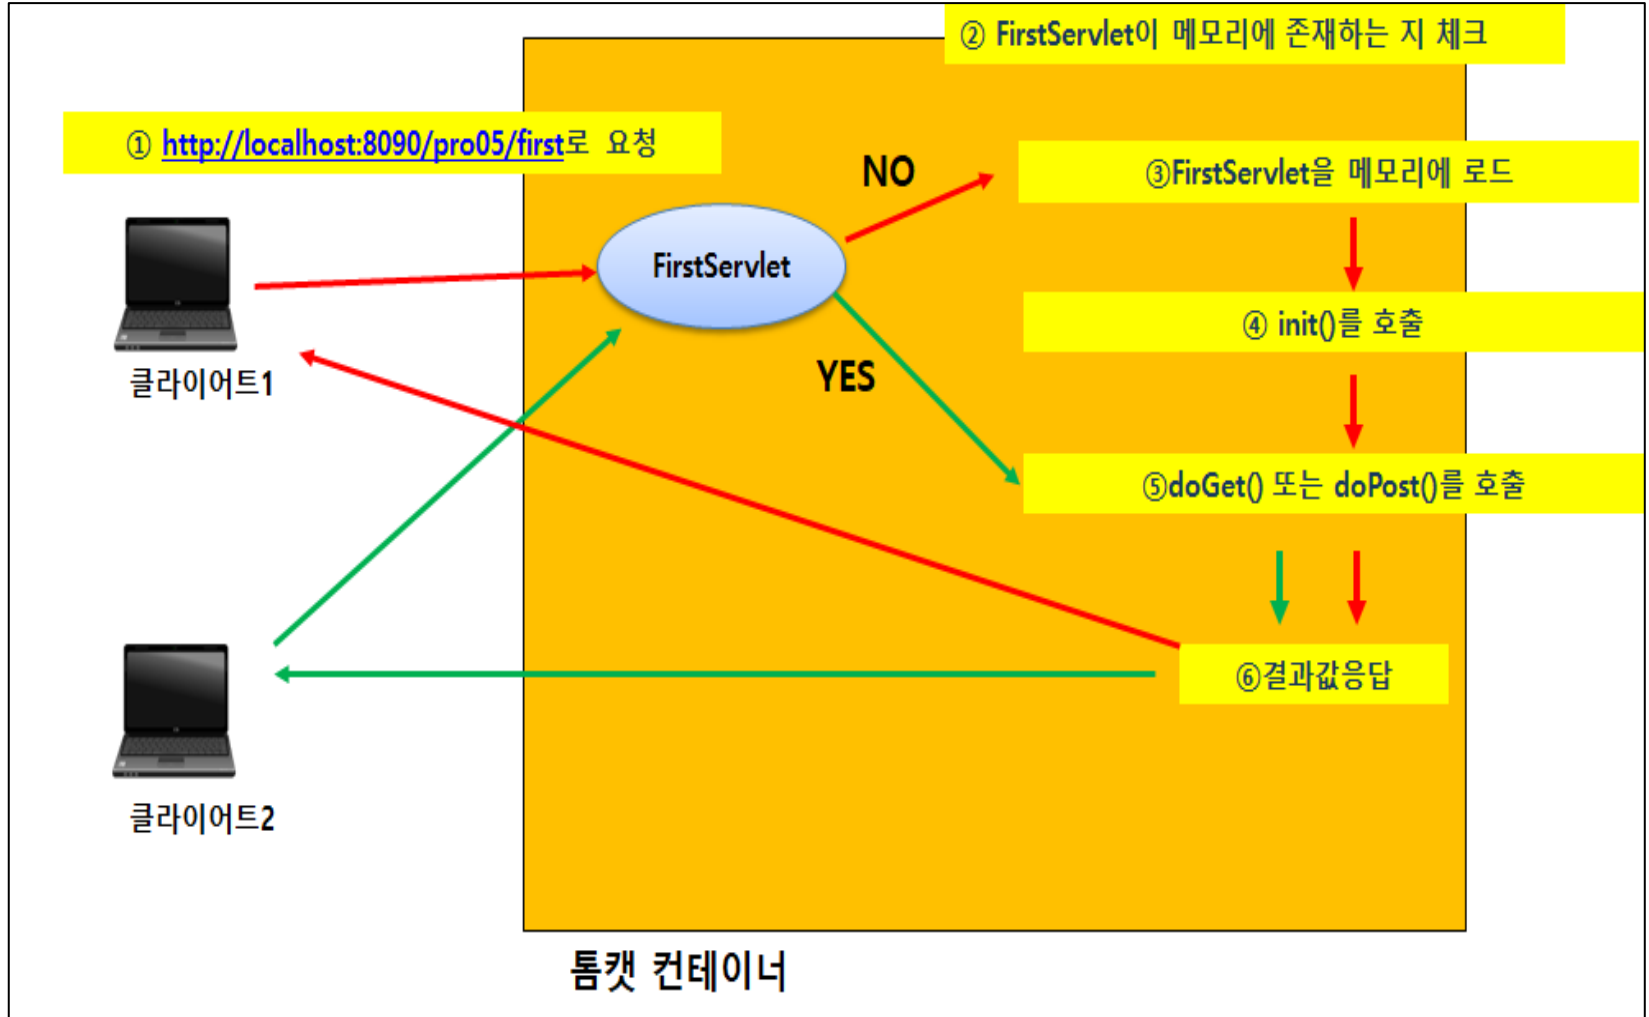 ② FirstServlet이 메모리에 존재하는 지 체크
① http://localhost:8090/pro05/first로 요청
NO
③FirstServlet을 메모리에 로드
FirstServlet
④ init()를 호출
클라이어트1
YES
⑤doGet() 또는 doPost()를 호출
⑥결과값응답
클라이어트2
톰캣 컨테이너